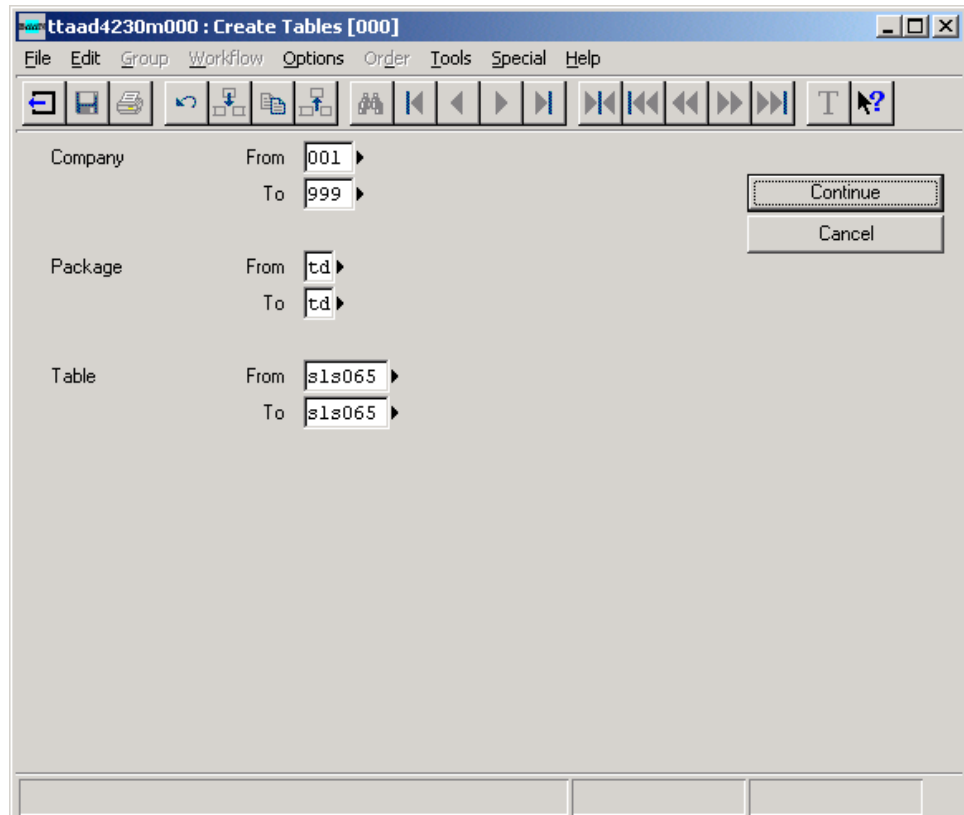 ttaad4230m000 : Create Tables [000]
File Edit Group Workflow Options Order Tools Special Help
T ?
Company From 001
To 999
Continue
Cancel
Package From td
To td
Table From sls065
To sls065